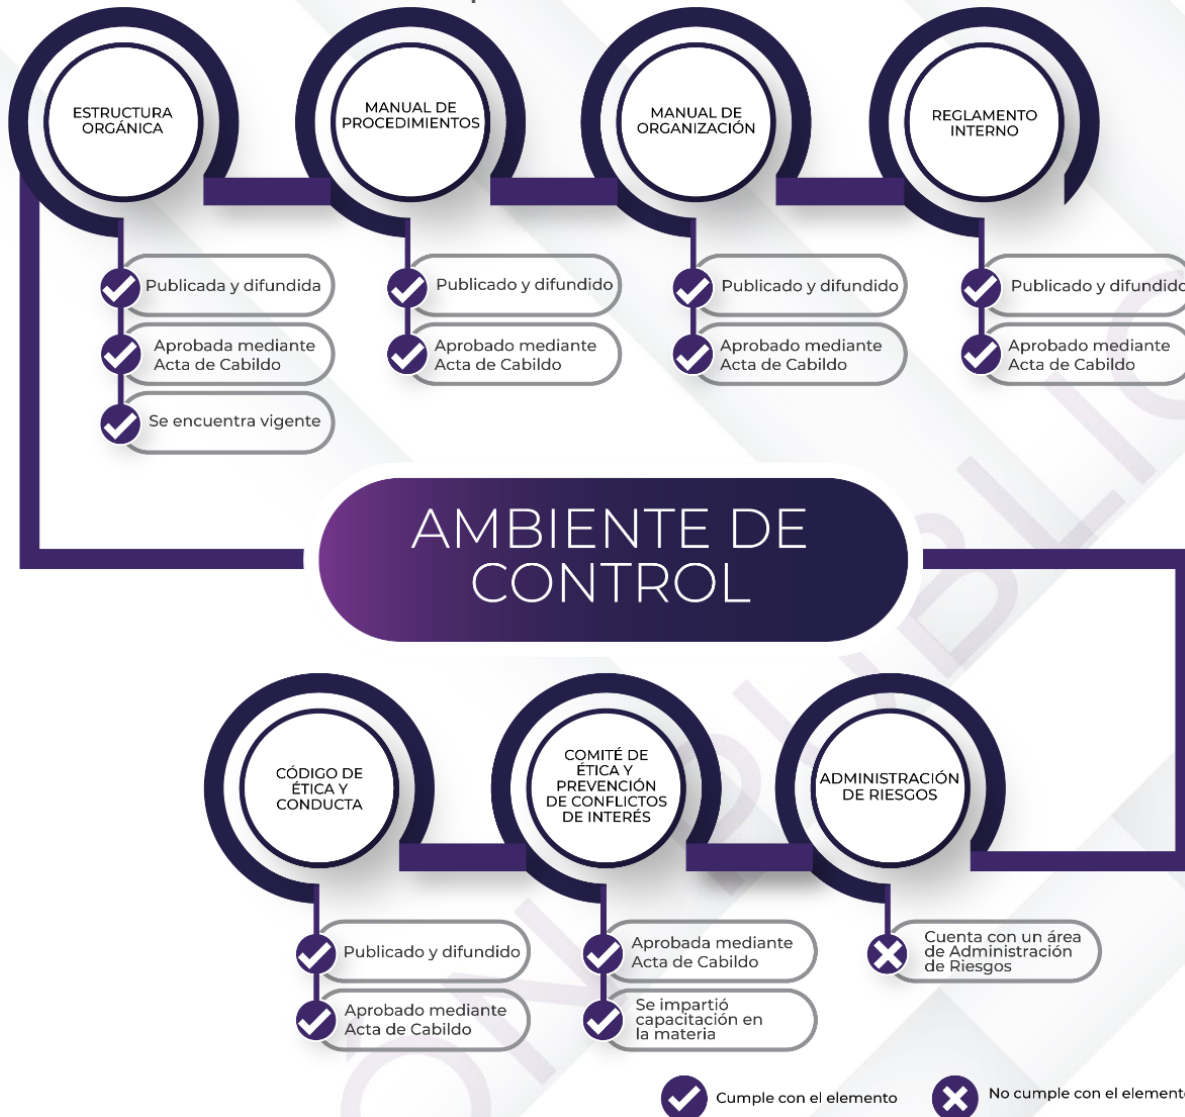 ESTRUCTURA
ORGÁNICA
MANUAL DE
PROCEDIMIENTOS
MANUAL DE
ORGANIZACIÓN
REGLAMENTO
INTERNO
Publicada y difundida
Aprobada mediante
Acta de Cabildo
Se encuentra vigente
Publicado y difundido
Aprobado mediante
Acta de Cabildo
Publicado y difundido
Aprobado mediante
Acta de Cabildo
Publicado y difundido
Aprobado mediante
Acta de Cabildo
AMBIENTE DE
CONTROL
CÓDIGO DE
ÉTICA Y
CONDUCTA
COMITÉ DE
ÉTICA Y
PREVENCIÓN
DE CONFLICTOS
DE INTERÉS
ADMINISTRACIÓN
DE RIESGOS
Publicado y difundido
Aprobado mediante
Acta de Cabildo
Aprobada mediante
Acta de Cabildo
Se impartió
capacitación en
la materia
Cuenta con un área
de Administración
de Riesgos
Cumple con el elemento
No cumple con el elemento